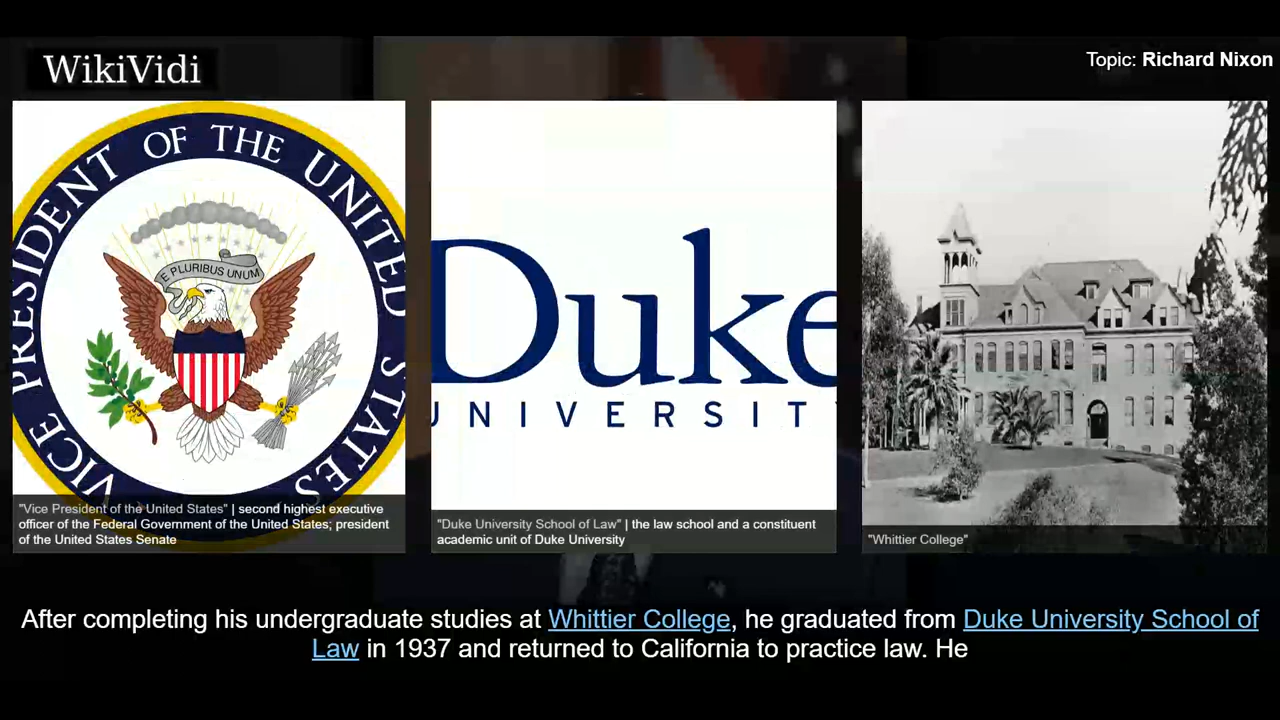 WikiVidi
Topic: Richard Nixon
VICE PRESIDENT OF THE UNITED STATES
E PLURIBUS UNUM
"Vice President of the United States" | second highest executive
officer of the Federal Government of the United States; president
of the United States Senate
Duke
UNIVERSIT
"Duke University School of Law" | the law school and a constituent
academic unit of Duke University
"Whittier College"
After completing his undergraduate studies at Whittier College, he graduated from Duke University School of
Law in 1937 and returned to California to practice law. He